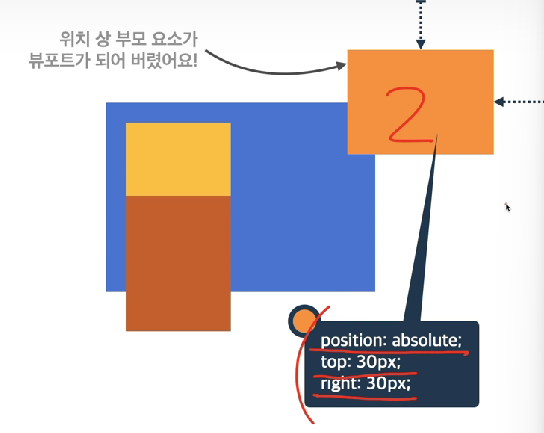 위치 상 부모 요소가
뷰포트가 되어 버렸어요!
2
position: absolute;
top: 30px;
right: 30px;